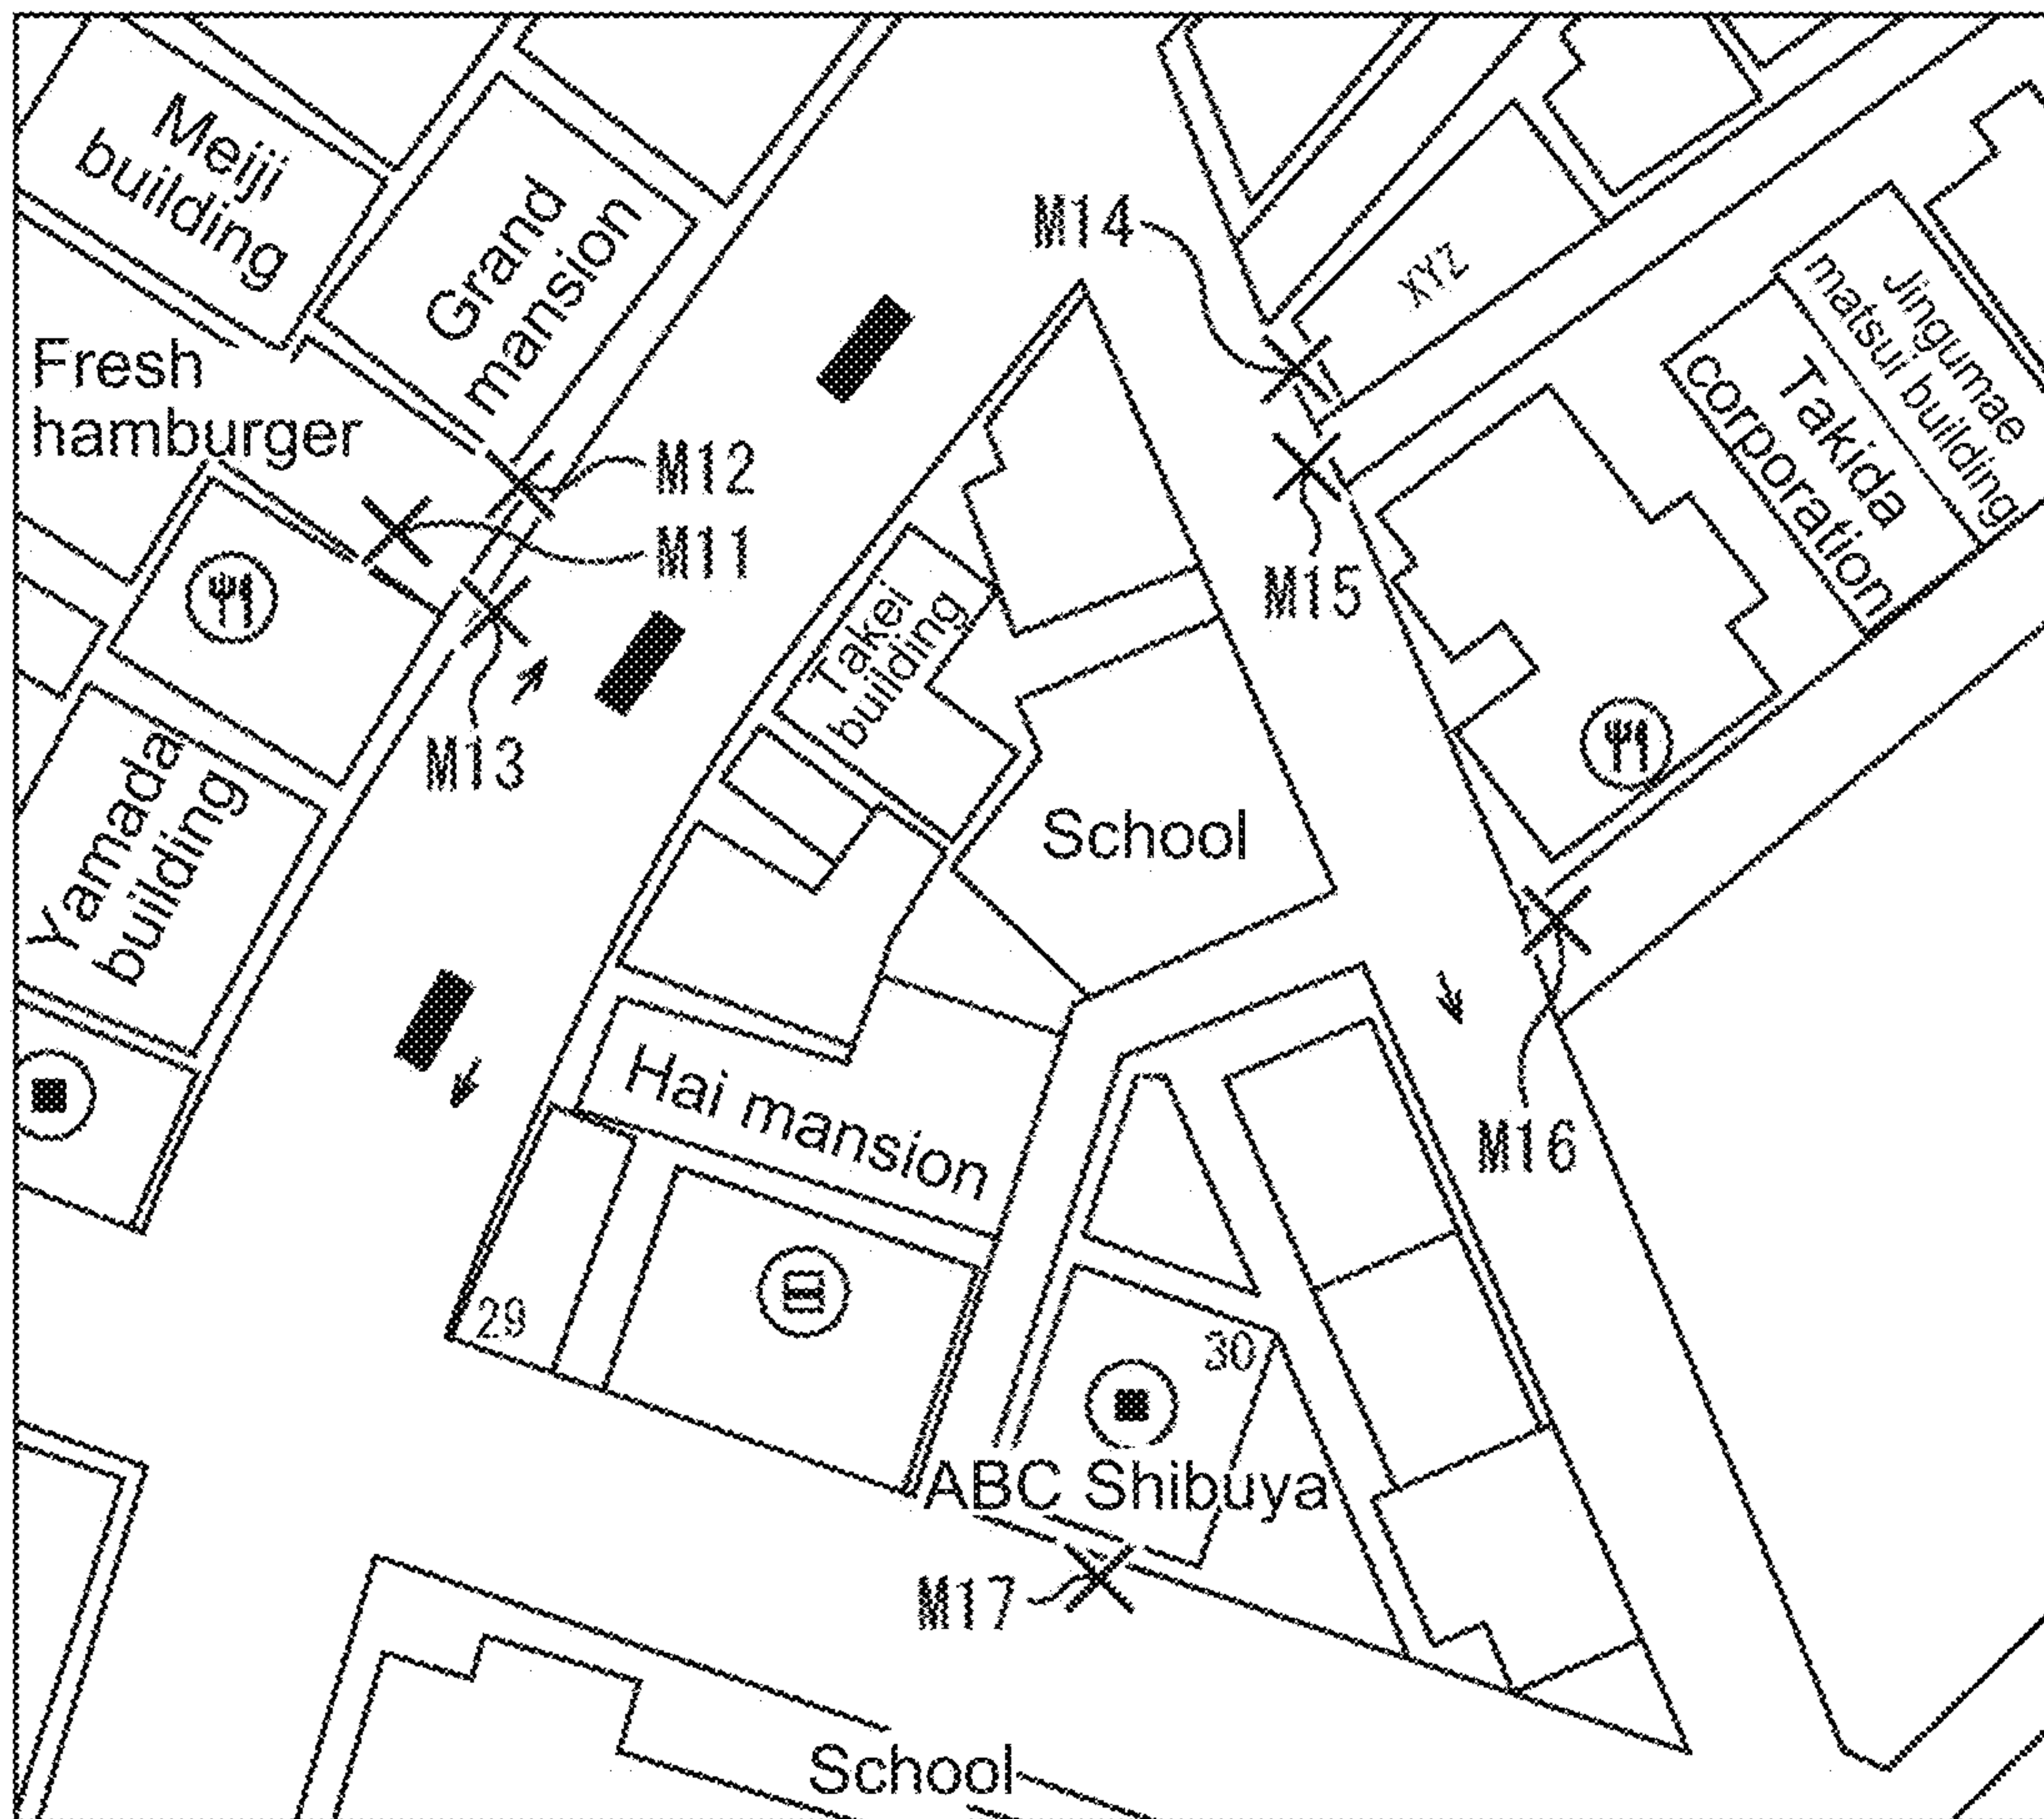 Meiji
building
Grand
mansion
M14
XYZ
Jingumae
matsui building
Takida
corporation
Fresh
hamburger
M12
M11
M15
Takei
building
M13
Yamada
building
School
Hai mansion
M16
29
30
ABC Shibuya
M17
School